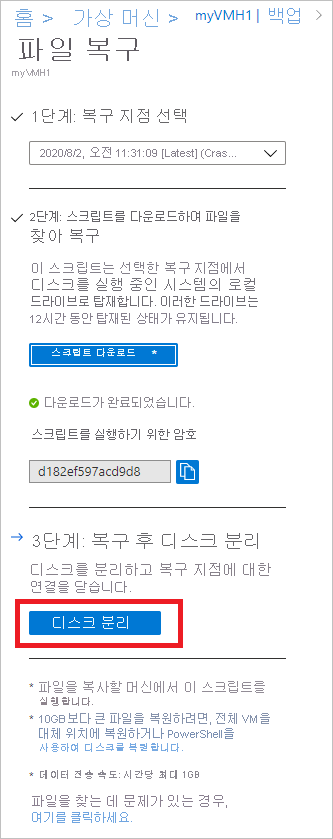 홈 > 가상 머신 > myVMH1 | 백업 >
파일 복구
myVMH1
1단계: 복구 지점 선택
2020/8/2, 오전 11:31:09 [Latest] (Cras...
2단계: 스크립트를 다운로드하여 파일을
찾아 복구
이 스크립트는 선택한 복구 지점에서
디스크를 실행 중인 시스템의 로컬
드라이브로 탑재합니다. 이러한 드라이브는
12시간 동안 탑재된 상태가 유지됩니다.
스크립트 다운로드 *
다운로드가 완료되었습니다.
스크립트를 실행하기 위한 암호
d182ef597acd9d8
3단계: 복구 후 디스크 분리
디스크를 분리하고 복구 지점에 대한
연결을 닫습니다.
디스크 분리
* 파일을 복사할 머신에서 이 스크립트를
실행합니다.
* 10GB보다 큰 파일을 복원하려면, 전체 VM을
대체 위치에 복원하거나 PowerShell을
사용하여 디스크를 복원합니다.
* 데이터 전송 속도: 시간당 최대 1GB
파일을 찾는 데 문제가 있는 경우,
여기를 클릭하세요.